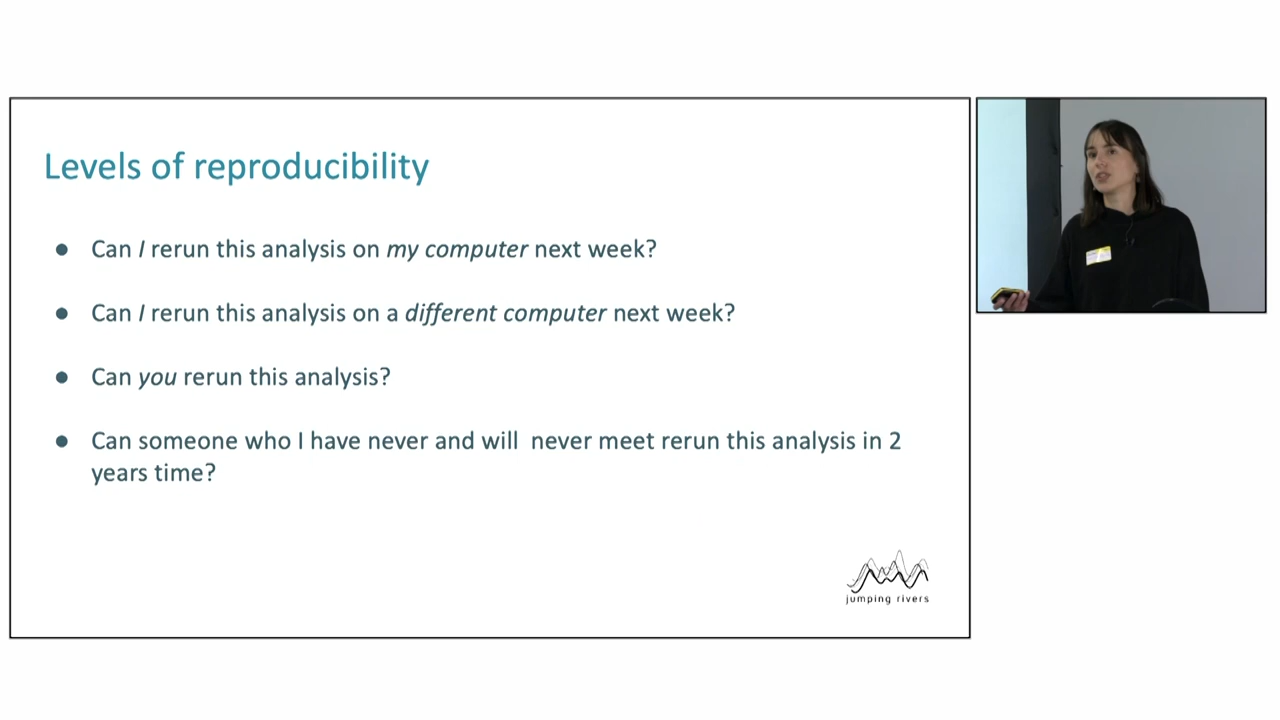 Levels of reproducibility
● Can I rerun this analysis on my computer next week?
● Can I rerun this analysis on a different computer next week?
● Can you rerun this analysis?
● Can someone who I have never and will  never meet rerun this analysis in 2
years time?
jumping rivers